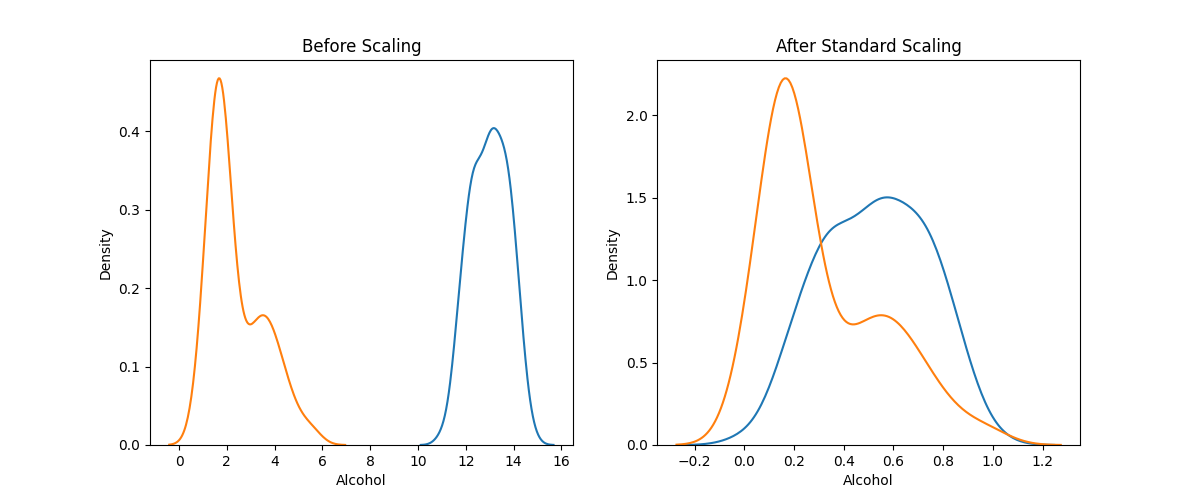 Before Scaling
After Standard Scaling
Density
0.4
0.3
0.2
0.1
0.0
0 2 4 6 8 10 12 14 16
Alcohol
Density
2.0
1.5
1.0
0.5
0.0
−0.2 0.0 0.2 0.4 0.6 0.8 1.0 1.2
Alcohol